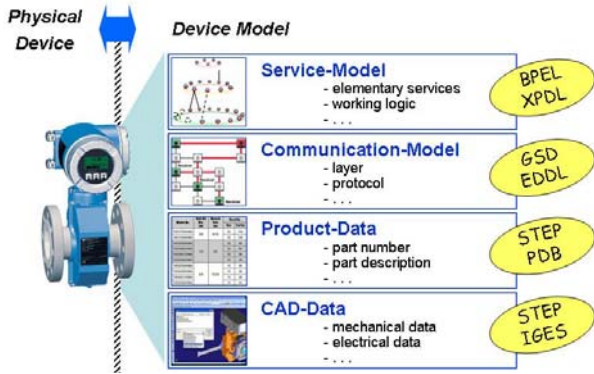 Physical
Device
Device Model
Service-Model
- elementary services
- working logic
- . . .
BPEL
XPDL
Communication-Model
- layer
- protocol
- . . .
GSD
EDDL
Product-Data
- part number
- part description
- . . .
STEP
PDB
CAD-Data
- mechanical data
- electrical data
- . . .
STEP
IGES